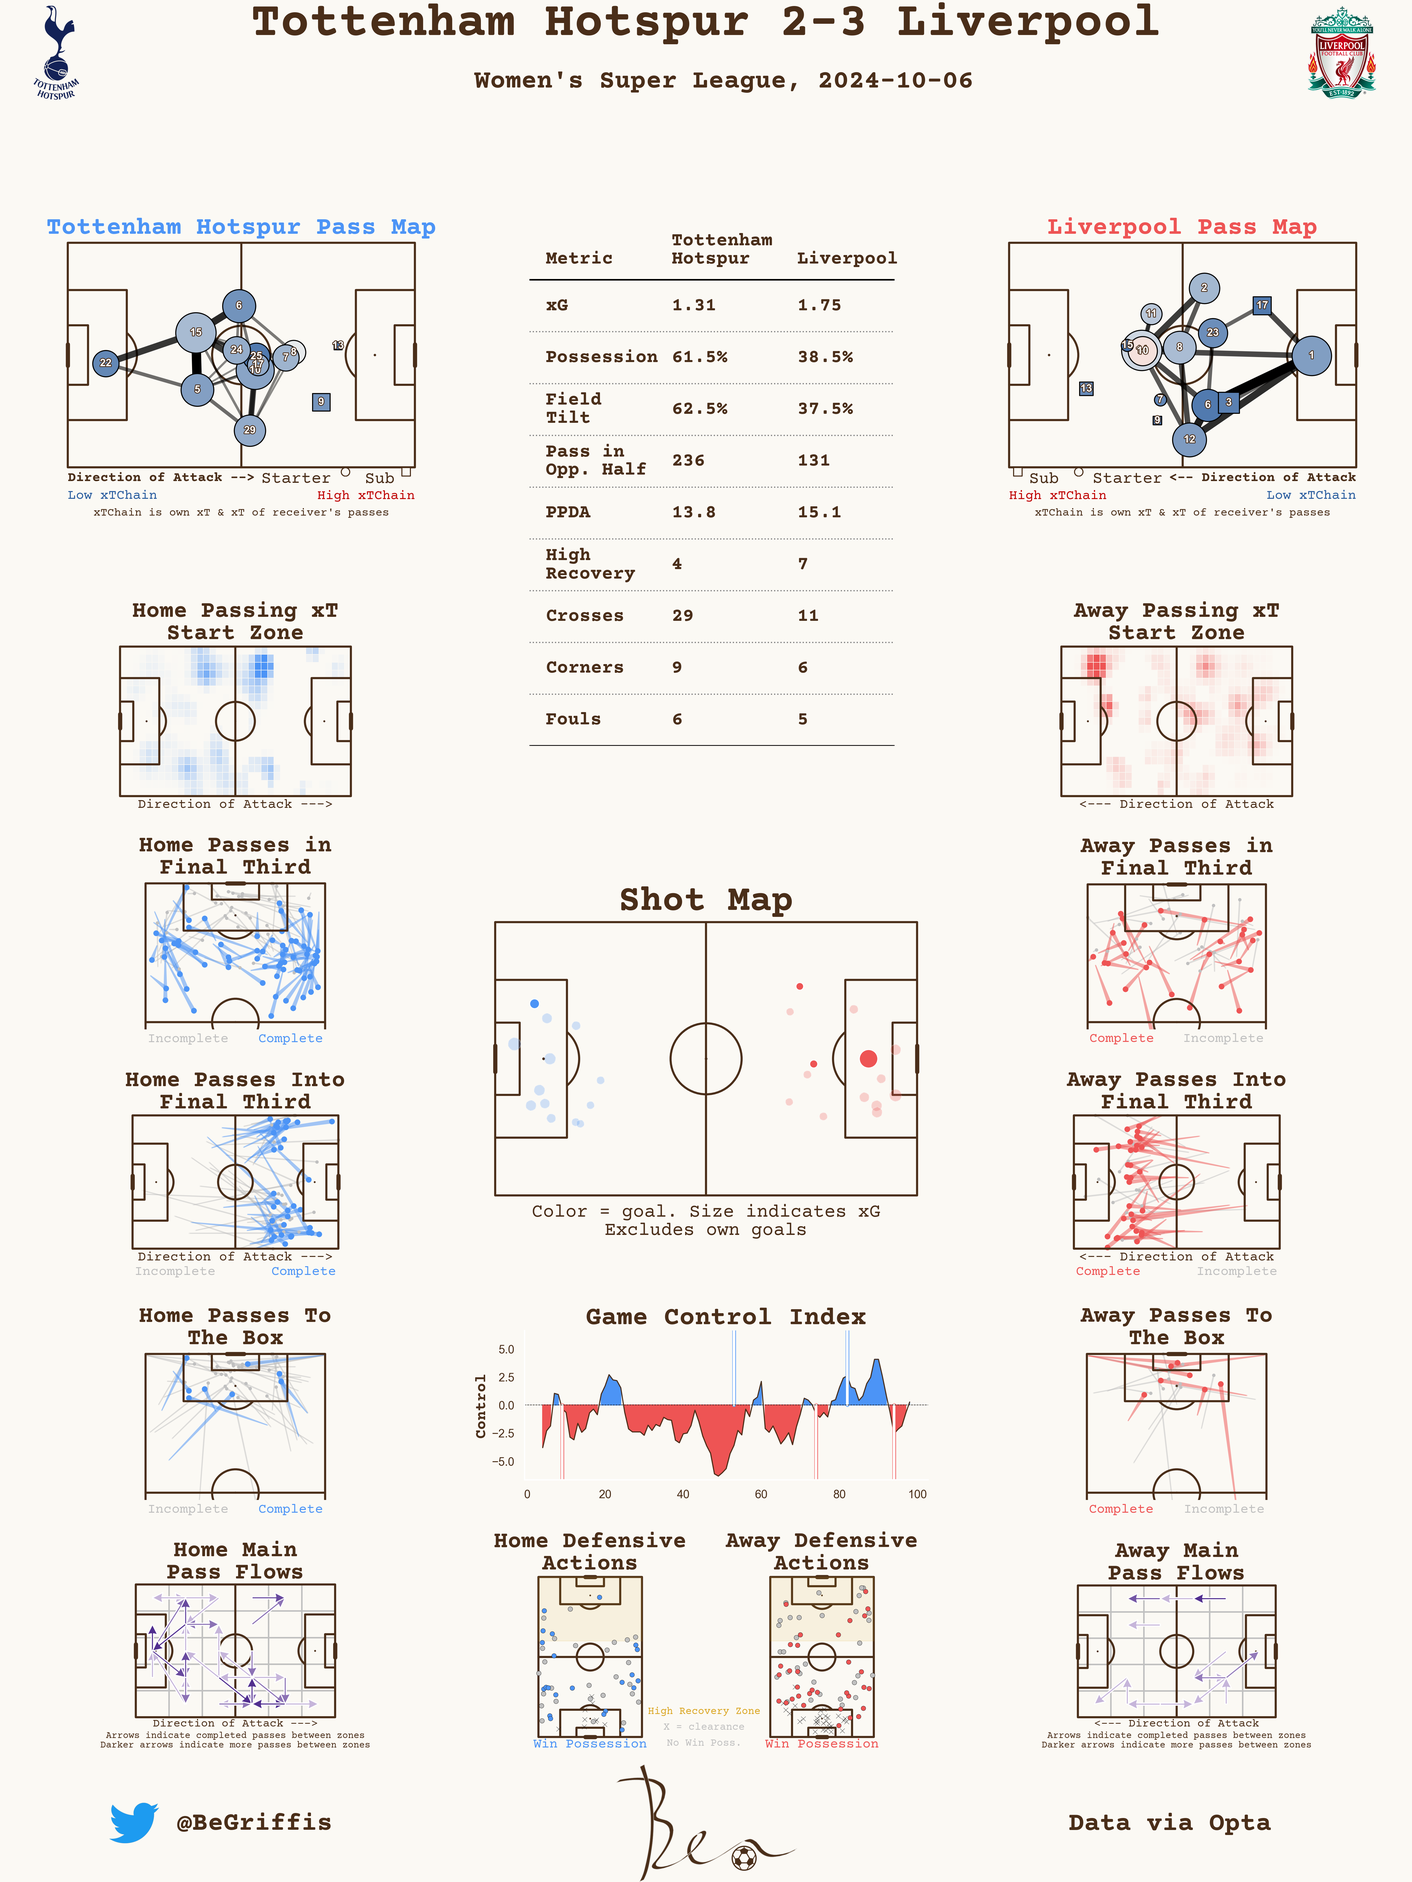 Tottenham Hotspur 2-3 Liverpool
Women's Super League, 2024-10-06
TOTTENHAM
HOTSPUR
YOU'LL NEVER WALK ALONE
LIVERPOOL
FOOTBALL CLUB
EST·1892
Tottenham Hotspur Pass Map
6
15
24
25
17
10
7
8
13
22
5
9
29
Direction of Attack --> Starter Sub
Low xTChain High xTChain
xTChain is own xT & xT of receiver's passes
Metric Tottenham Hotspur Liverpool
xG 1.31 1.75
Possession 61.5% 38.5%
Field Tilt 62.5% 37.5%
Pass in Opp. Half 236 131
PPDA 13.8 15.1
High Recovery 4 7
Crosses 29 11
Corners 9 6
Fouls 6 5
Liverpool Pass Map
2
17
11
23
15
10
8
1
13
7
6
3
9
12
Sub Starter <-- Direction of Attack
High xTChain Low xTChain
xTChain is own xT & xT of receiver's passes
Home Passing xT
Start Zone
Direction of Attack --->
Away Passing xT
Start Zone
<--- Direction of Attack
Home Passes in
Final Third
Incomplete Complete
Away Passes in
Final Third
Complete Incomplete
Shot Map
Color = goal. Size indicates xG
Excludes own goals
Home Passes Into
Final Third
Direction of Attack --->
Incomplete Complete
Away Passes Into
Final Third
<--- Direction of Attack
Complete Incomplete
Home Passes To
The Box
Incomplete Complete
Game Control Index
Control
5.0
2.5
0.0
−2.5
−5.0
0 20 40 60 80 100
Away Passes To
The Box
Complete Incomplete
Home Main
Pass Flows
Direction of Attack --->
Arrows indicate completed passes between zones
Darker arrows indicate more passes between zones
Home Defensive
Actions
Win Possession
Away Defensive
Actions
Win Possession
High Recovery Zone
X = clearance
No Win Poss.
Away Main
Pass Flows
<--- Direction of Attack
Arrows indicate completed passes between zones
Darker arrows indicate more passes between zones
@BeGriffis
Ben
Data via Opta